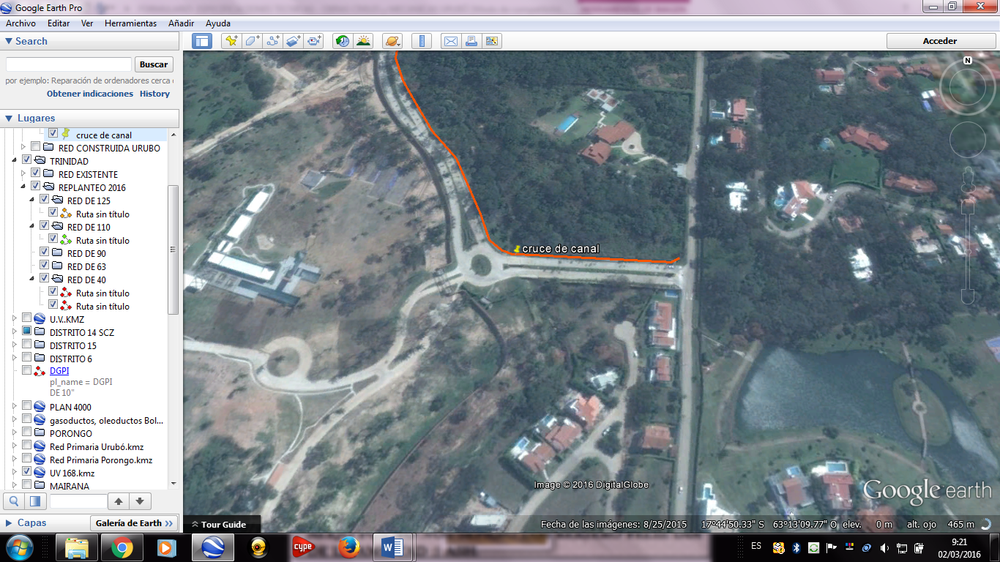 Google Earth Pro
Archivo Editar Ver Herramientas Añadir Ayuda
Search
Buscar
por ejemplo: Reparación de ordenadores cerca
Obtener indicaciones History
Lugares
cruce de canal
RED CONSTRUIDA URUBO
TRINIDAD
RED EXISTENTE
REPLANTEO 2016
RED DE 125
Ruta sin título
RED DE 110
Ruta sin título
RED DE 90
RED DE 63
RED DE 40
Ruta sin título
Ruta sin título
U.V..KMZ
DISTRITO 14 SCZ
DISTRITO 15
DISTRITO 6
DGPI
pl_name = DGPI
DE 10"
PLAN 4000
gasoductos, oleoductos Bol...
PORONGO
Red Primaria Urubó.kmz
Red Primaria Porongo.kmz
UV 168.kmz
MAIRANA
Capas
Galería de Earth
Acceder
N
cruce de canal
Image © 2016 DigitalGlobe
Google earth
Tour Guide
Fecha de las imágenes: 8/25/2015 17°44'50.33" S 63°13'09.77" O elev. 0 m alt. ojo 465 m
cype
W
ES
9:21
02/03/2016